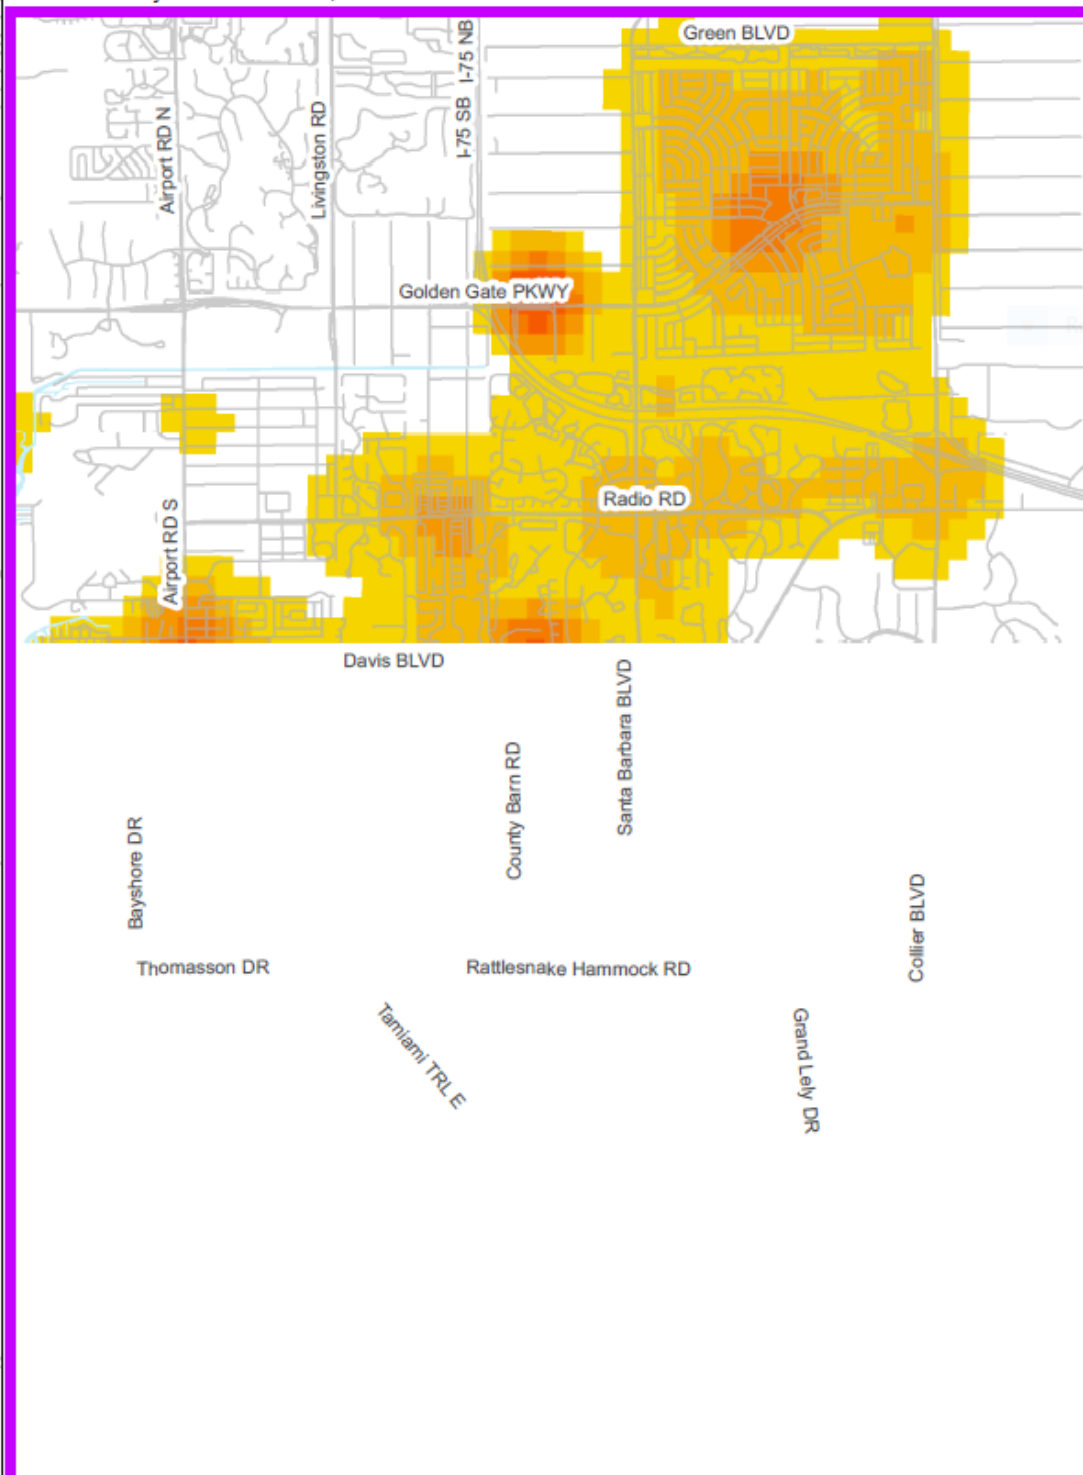 Green BLVD
I-75 NB
I-75 SB
Airport RD N
Livingston RD
Golden Gate PKWY
Radio RD
Airport RD S
Davis BLVD
Santa Barbara BLVD
County Barn RD
Bayshore DR
Collier BLVD
Thomasson DR
Rattlesnake Hammock RD
Tamiami TRL E
Grand Lely DR